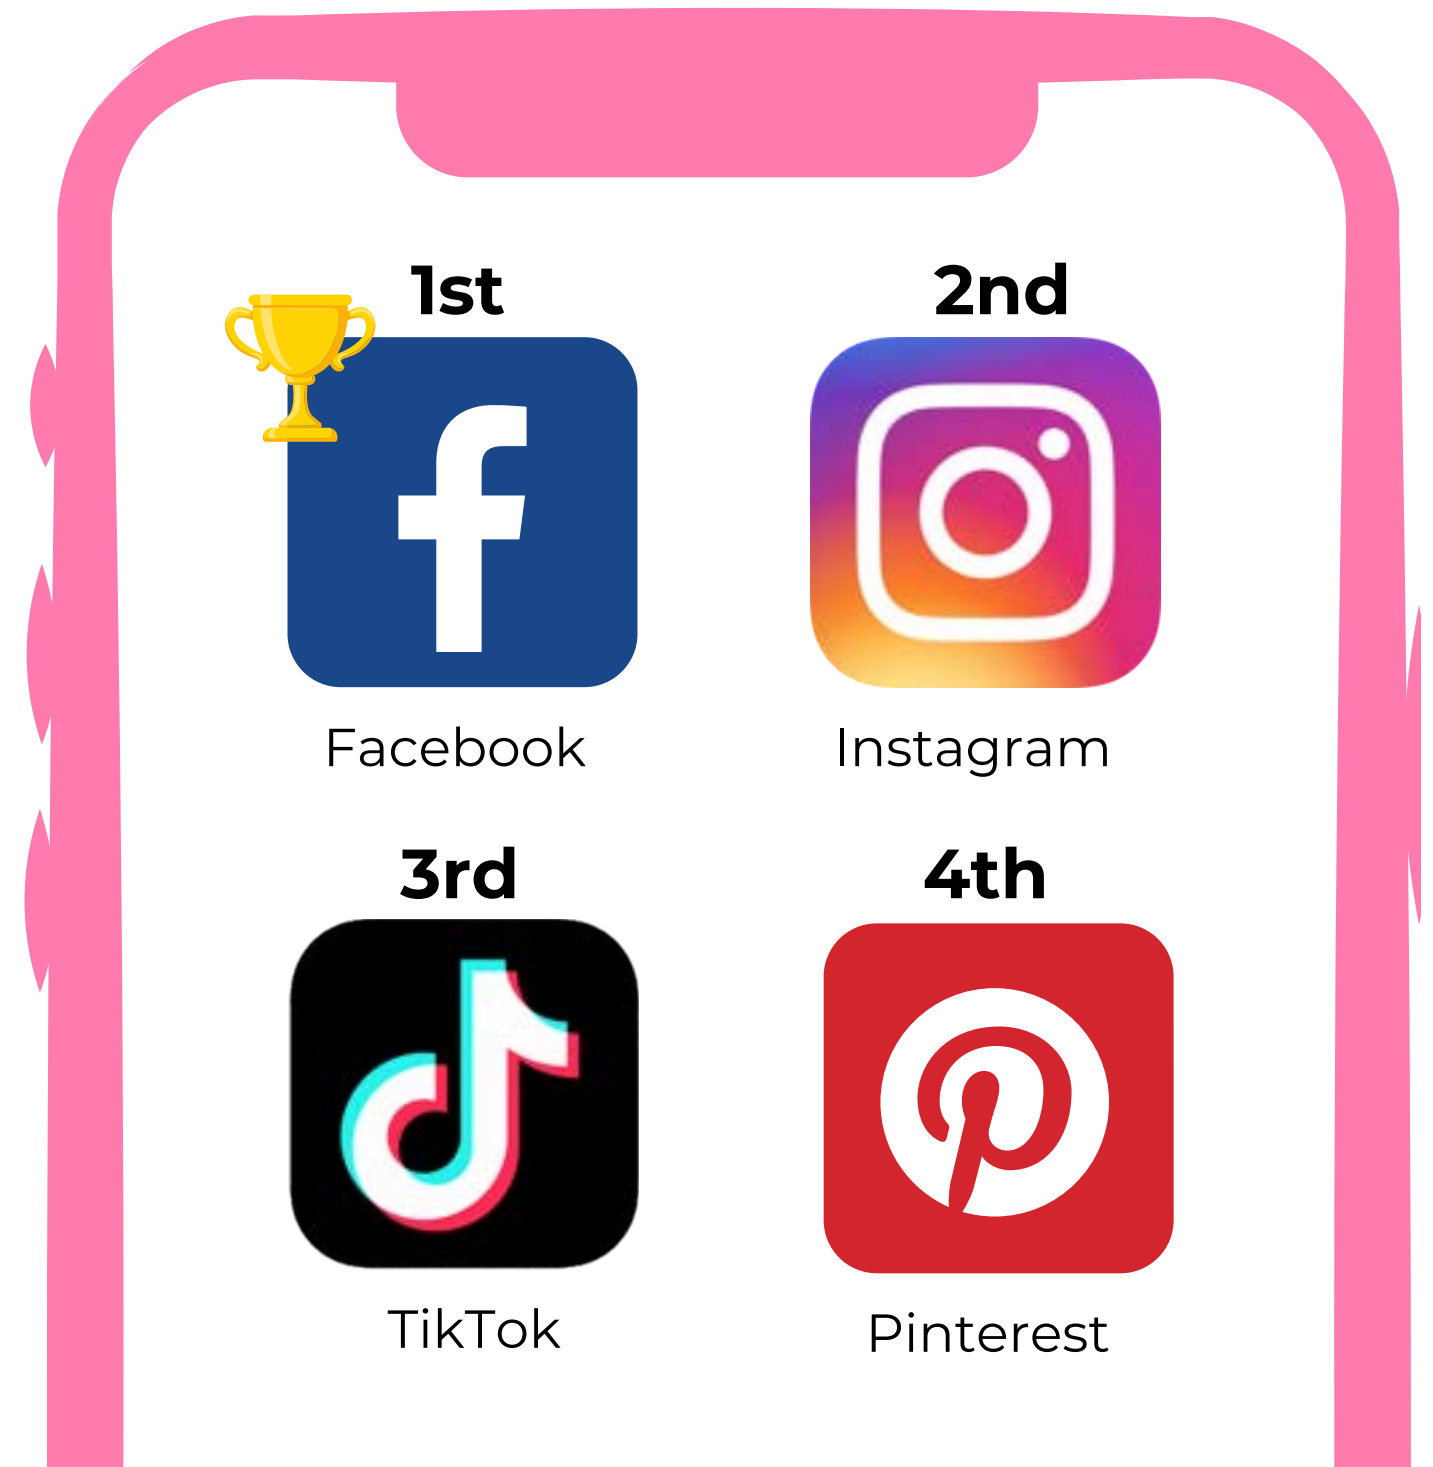 1st
2nd
Facebook
Instagram
3rd
4th
TikTok
Pinterest